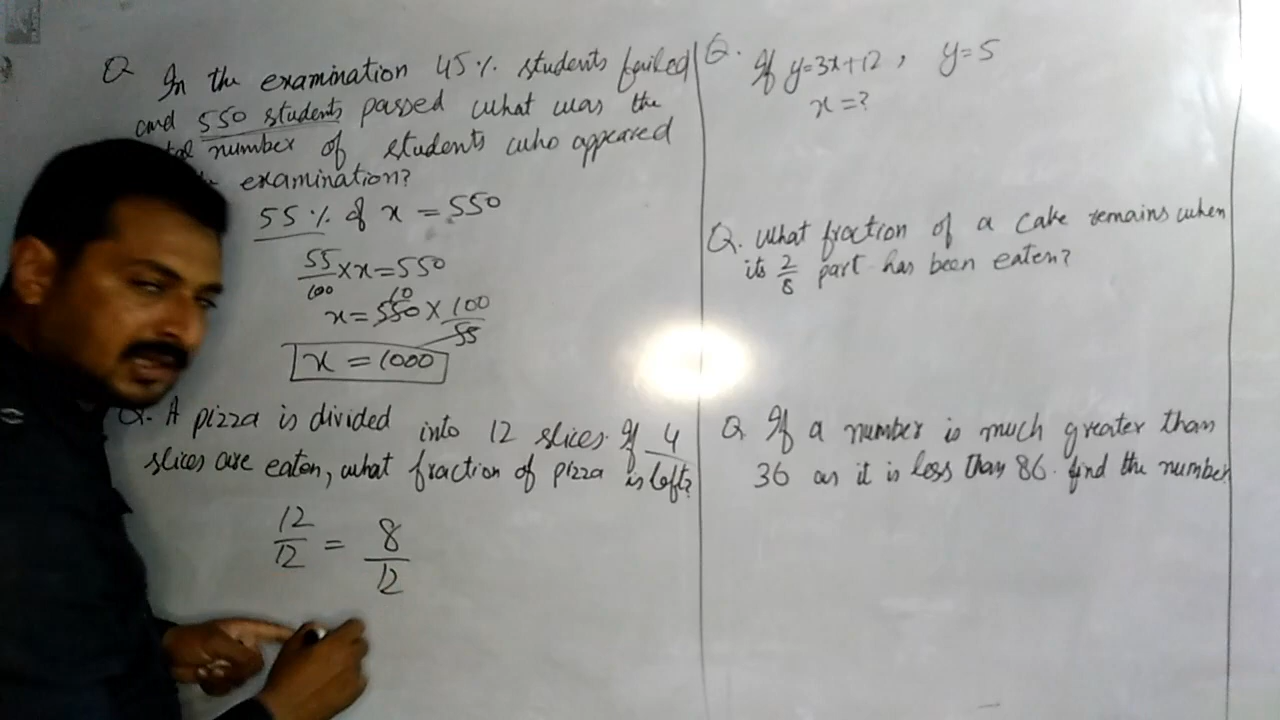 Q In the examination 45% students failed
and 550 students passed what was the
number of students who appeared
examination?
55% of x = 550
55/100 × x = 550
x = 550 × 100/55
10
x = 1000
Q. A pizza is divided into 12 slices. If 4
slices are eaten, what fraction of pizza is left?
12/12 = 8/12
Q. If y=3x+12, y=5
x=?
Q. What fraction of a cake remains when
its 2/8 part has been eaten?
Q If a number is much greater than
36 as it is less than 86. find the number